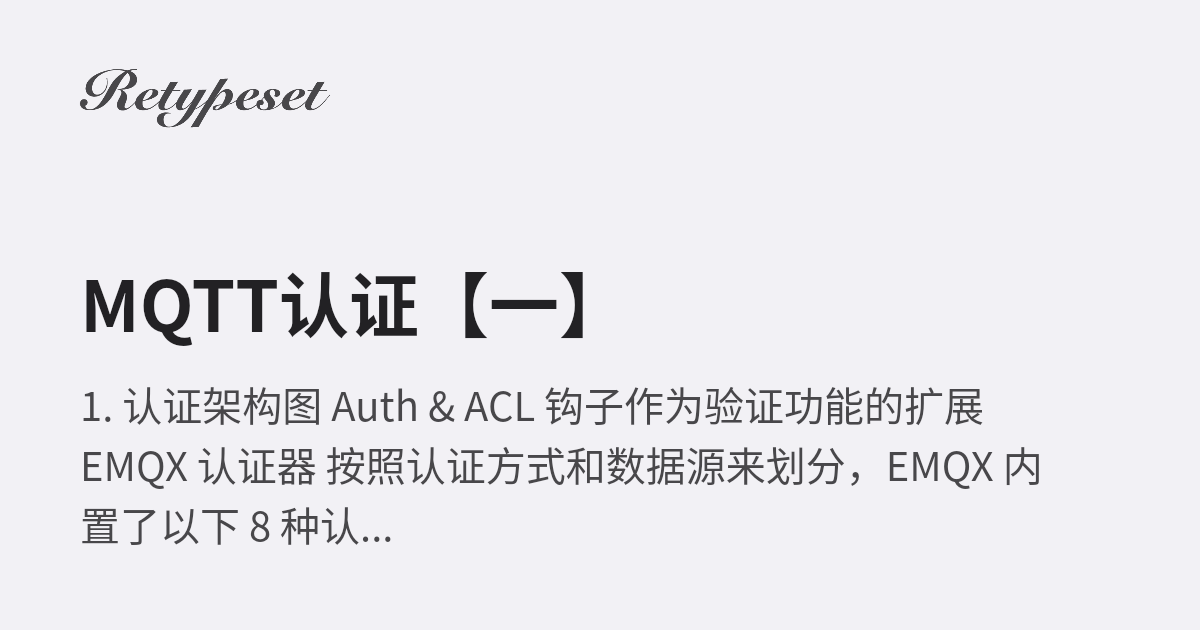 Retypeset
MQTT认证【一】
1. 认证架构图 Auth & ACL 钩子作为验证功能的扩展
EMQX 认证器 按照认证方式和数据源来划分，EMQX 内
置了以下 8 种认...